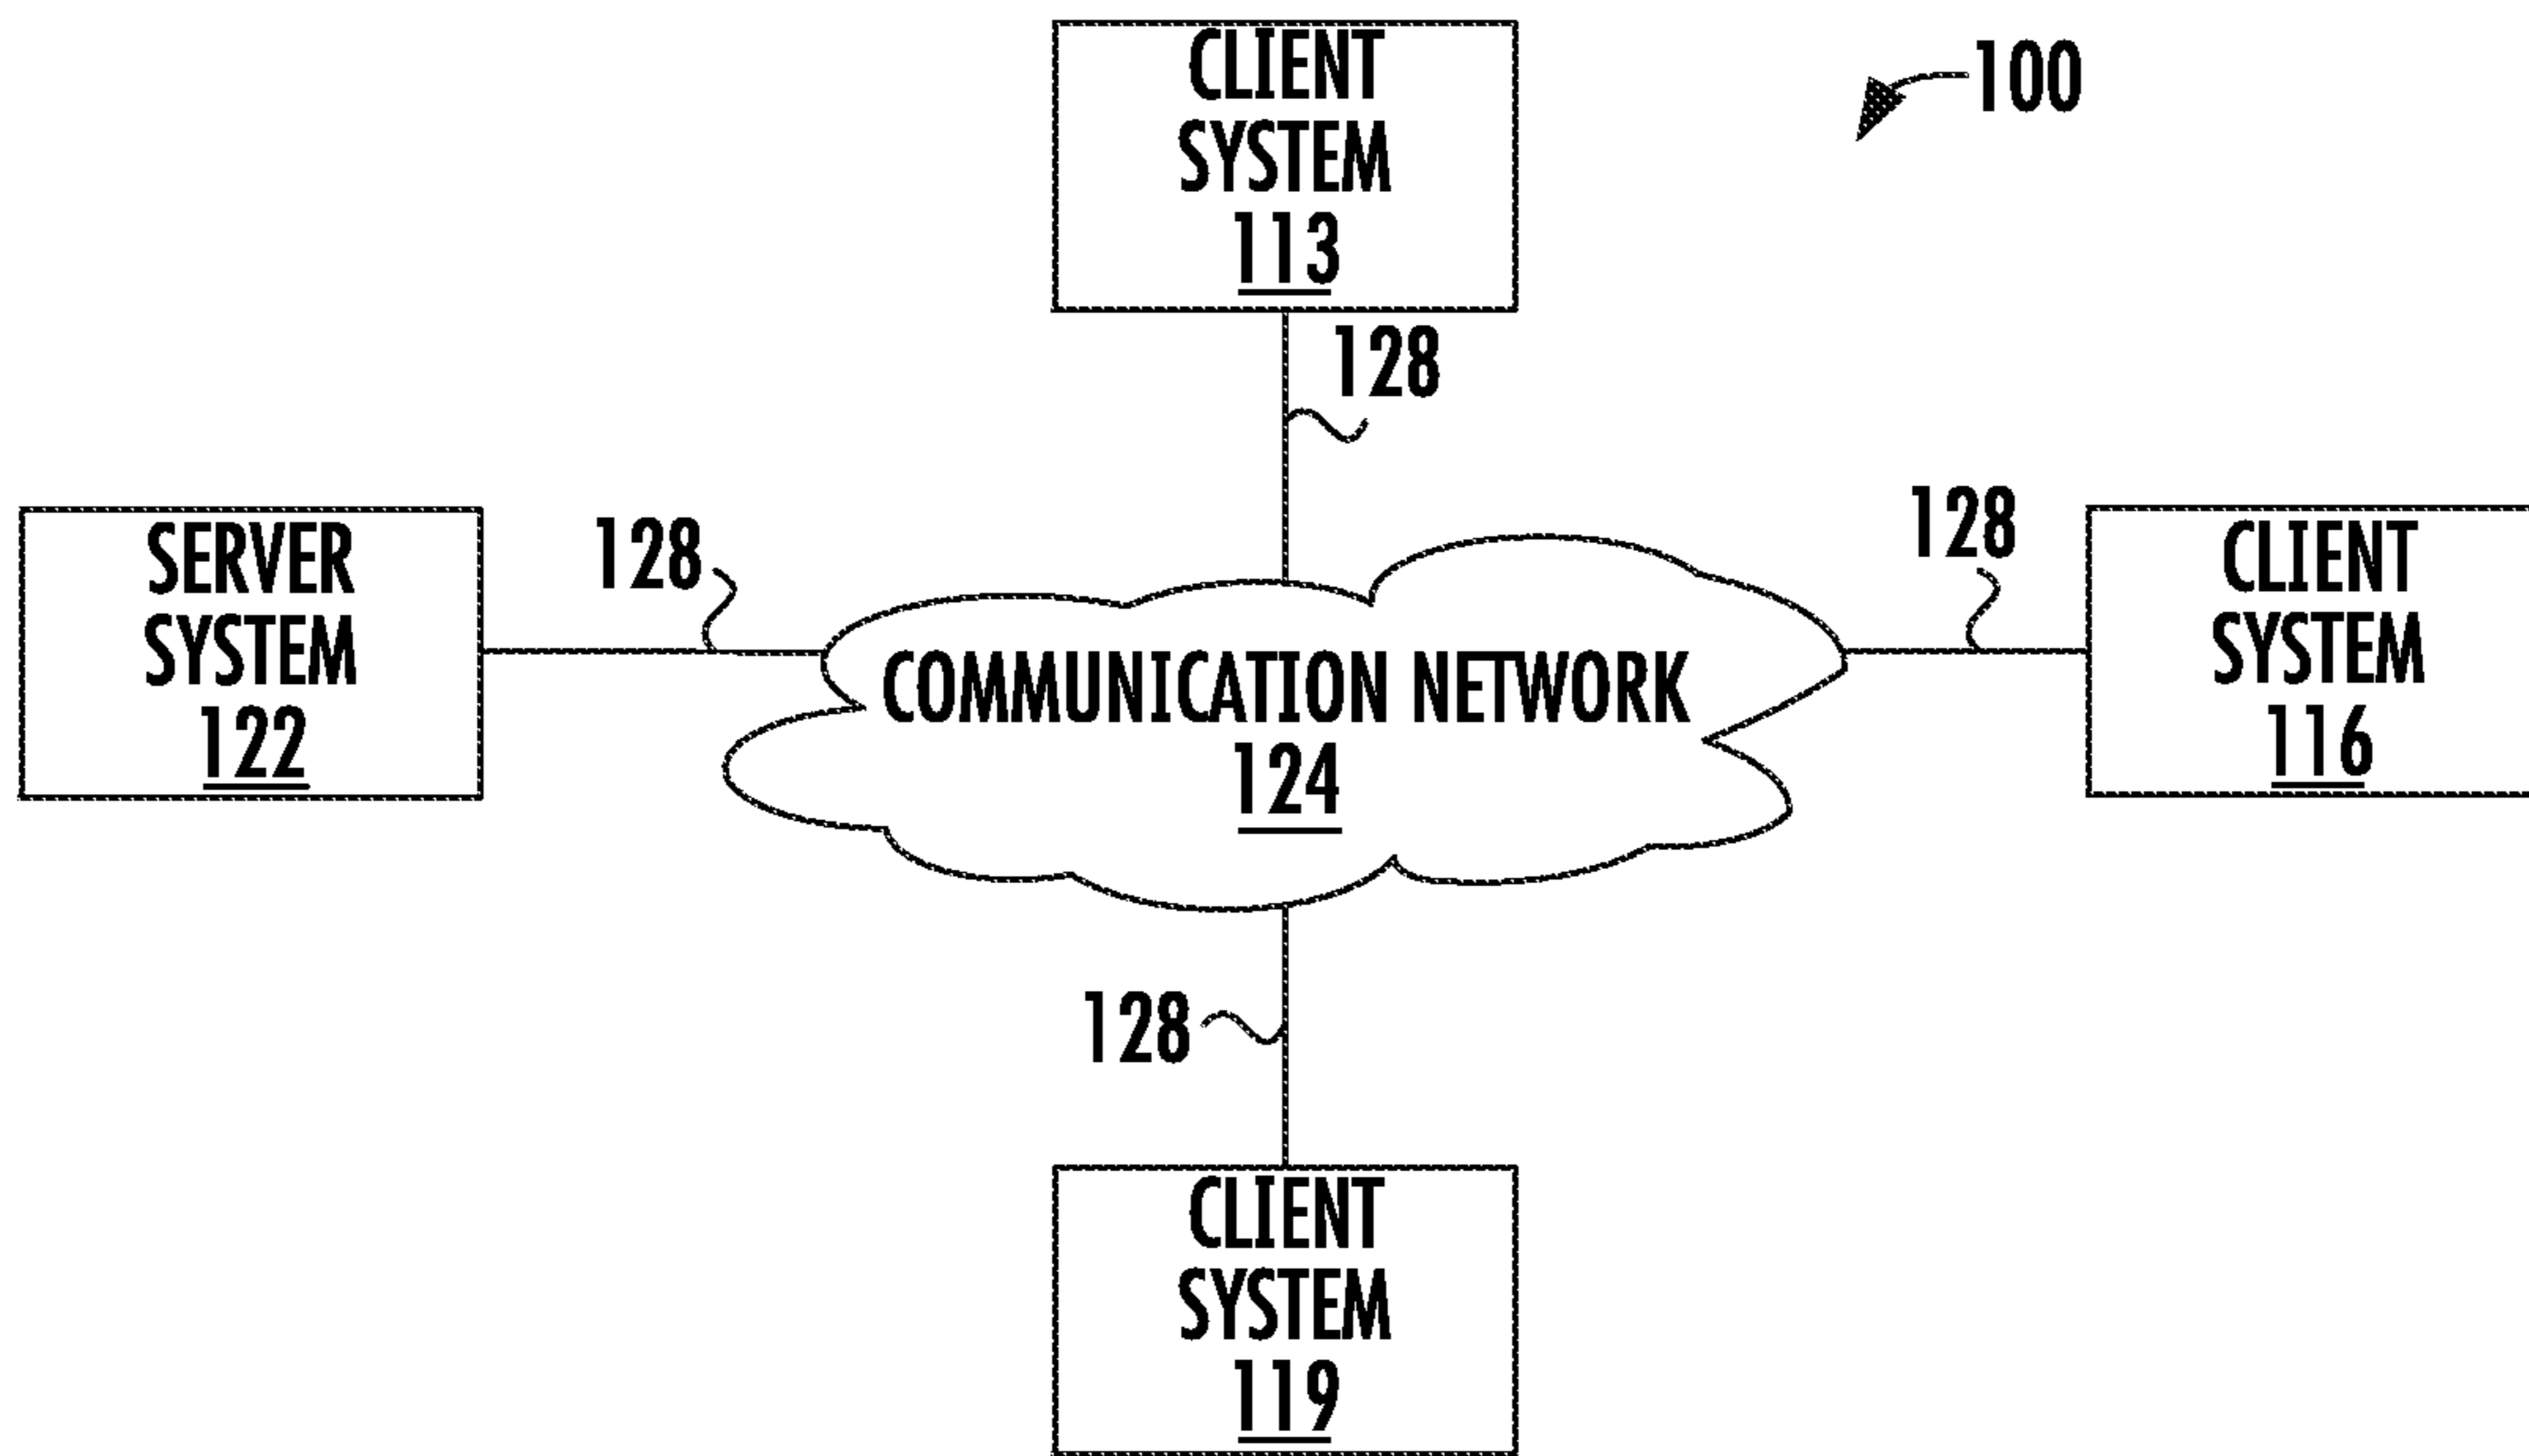 CLIENT
SYSTEM
113
100
128
SERVER
SYSTEM
122
128
COMMUNICATION NETWORK
124
128
CLIENT
SYSTEM
116
128
CLIENT
SYSTEM
119